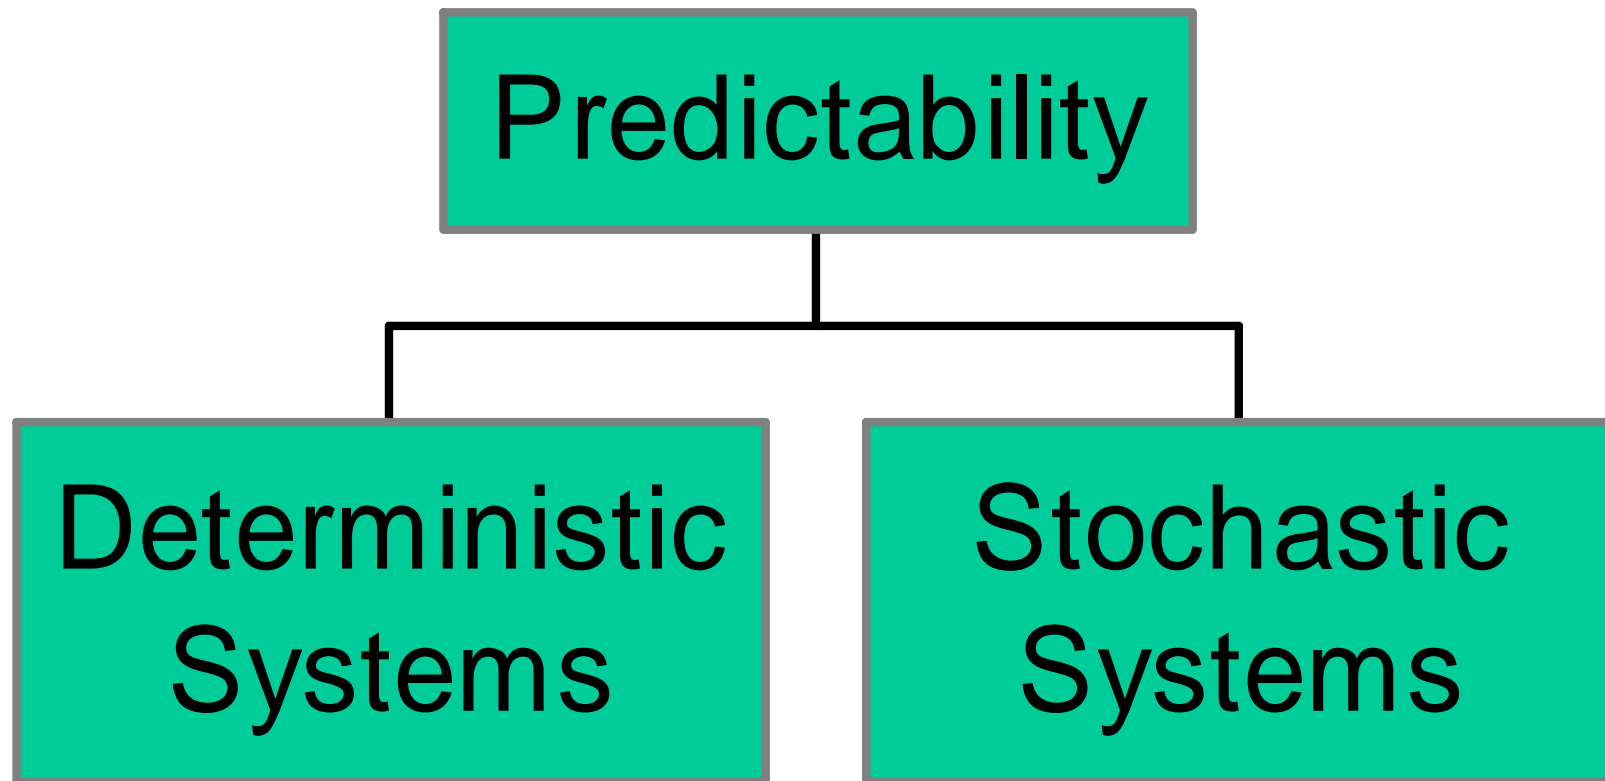 Predictability
Deterministic
Systems
Stochastic
Systems